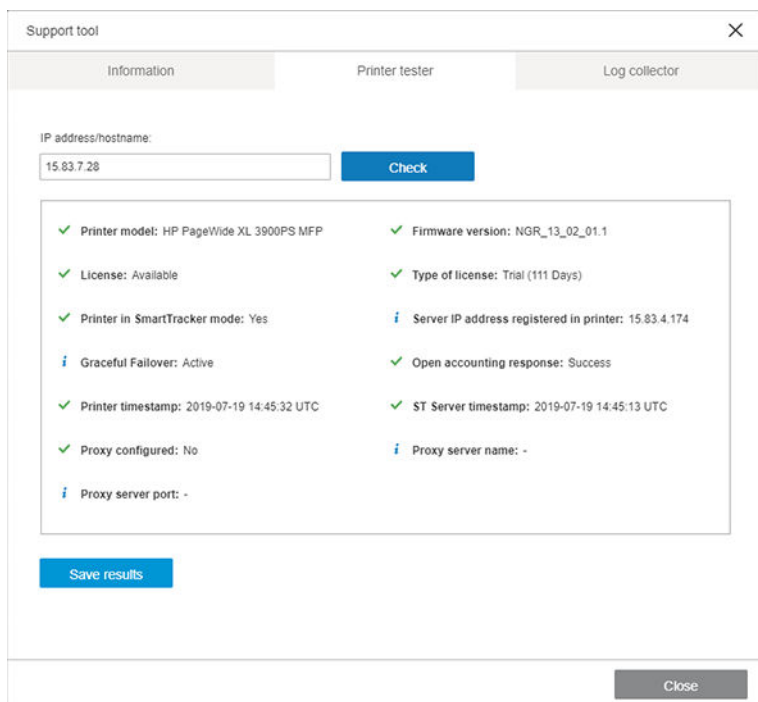 Support tool
Information Printer tester Log collector
IP address/hostname:
15.83.7.28 Check
Printer model: HP PageWide XL 3900PS MFP Firmware version: NGR_13_02_01.1
License: Available Type of license: Trial (111 Days)
Printer in SmartTracker mode: Yes Server IP address registered in printer: 15.83.4.174
Graceful Failover: Active Open accounting response: Success
Printer timestamp: 2019-07-19 14:45:32 UTC ST Server timestamp: 2019-07-19 14:45:13 UTC
Proxy configured: No Proxy server name: -
Proxy server port: -
Save results
Close